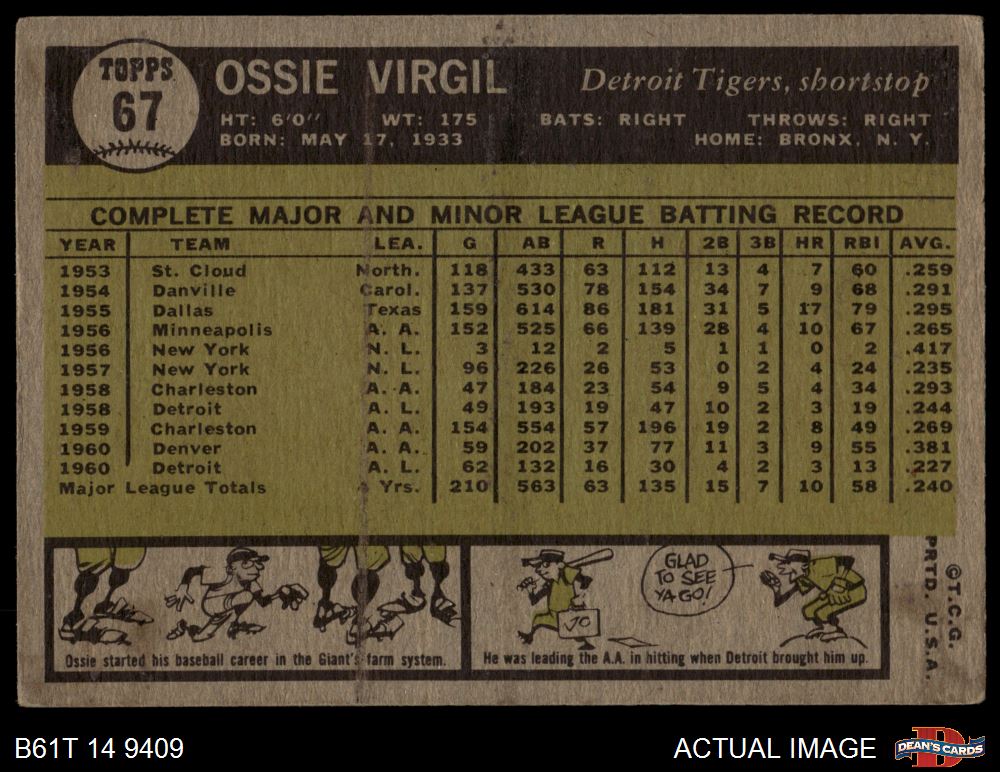 TOPPS
67
OSSIE VIRGIL
Detroit Tigers, shortstop
HT: 6'0" WT: 175 BATS: RIGHT THROWS: RIGHT
BORN: MAY 17, 1933 HOME: BRONX, N. Y.
COMPLETE MAJOR AND MINOR LEAGUE BATTING RECORD
YEAR TEAM LEA. G AB R H 2B 3B HR RBI AVG.
1953 St. Cloud North. 118 433 63 112 13 4 7 60 .259
1954 Danville Carol. 137 530 78 154 34 7 9 68 .291
1955 Dallas Texas 159 614 86 181 31 5 17 79 .295
1956 Minneapolis A. A. 152 525 66 139 28 4 10 67 .265
1956 New York N. L. 3 12 2 5 1 1 0 2 .417
1957 New York N. L. 96 226 26 53 0 2 4 24 .235
1958 Charleston A. A. 47 184 23 54 9 5 4 34 .293
1958 Detroit A. L. 49 193 19 47 10 2 3 19 .244
1959 Charleston A. A. 154 554 57 196 19 2 8 49 .269
1960 Denver A. A. 59 202 37 77 11 3 9 55 .381
1960 Detroit A. L. 62 132 16 30 4 2 3 13 .227
Major League Totals 4 Yrs. 210 563 63 135 15 7 10 58 .240
Ossie started his baseball career in the Giant's farm system.
GLAD
TO SEE
YA GO!
JO
He was leading the A.A. in hitting when Detroit brought him up.
©T.C.G.
PRTD. U.S.A.
B61T 14 9409
ACTUAL IMAGE
D
DEAN'S CARDS